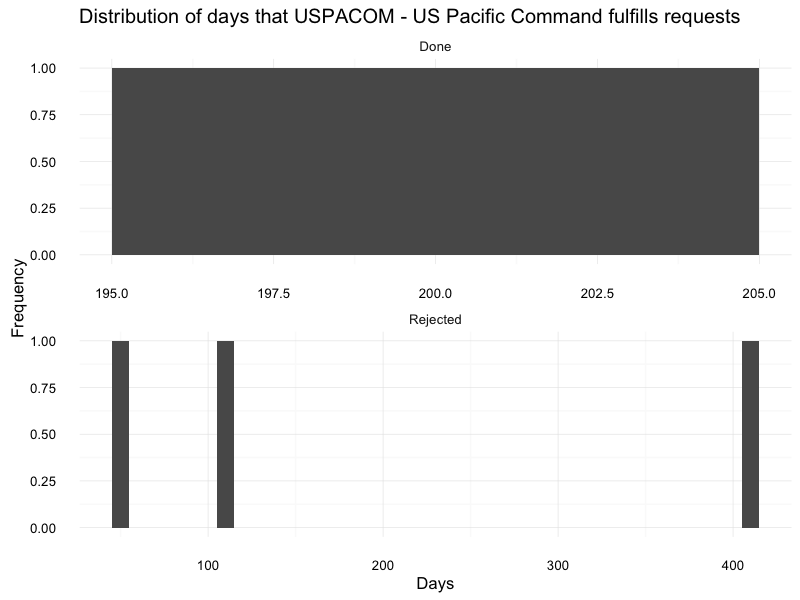 Distribution of days that USPACOM - US Pacific Command fulfills requests
Done
1.00
0.75
0.50
0.25
0.00
195.0 197.5 200.0 202.5 205.0
Frequency
Rejected
1.00
0.75
0.50
0.25
0.00
100 200 300 400
Days